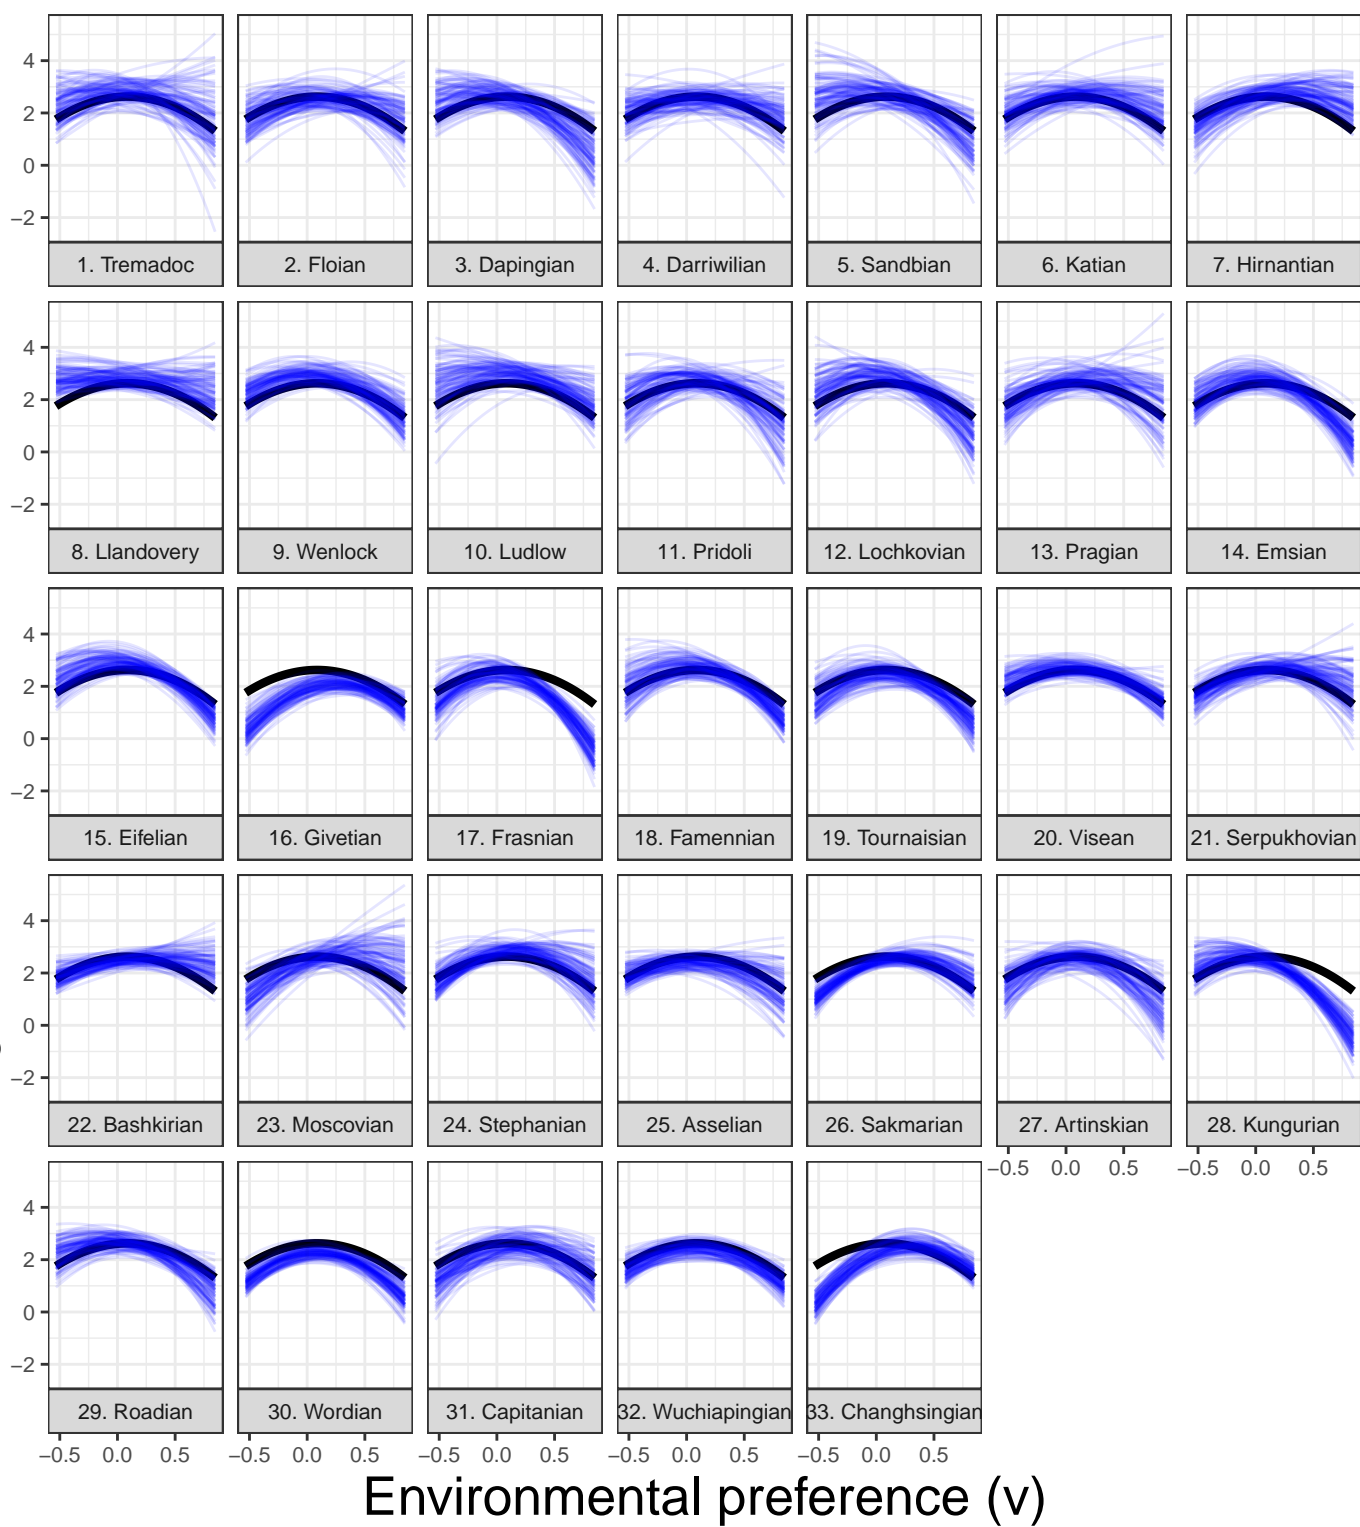 4
2
0
−2
1. Tremadoc 2. Floian 3. Dapingian 4. Darriwilian 5. Sandbian 6. Katian 7. Hirnantian
4
2
0
−2
8. Llandovery 9. Wenlock 10. Ludlow 11. Pridoli 12. Lochkovian 13. Pragian 14. Emsian
4
2
0
−2
15. Eifelian 16. Givetian 17. Frasnian 18. Famennian 19. Tournaisian 20. Visean 21. Serpukhovian
4
2
0
−2
22. Bashkirian 23. Moscovian 24. Stephanian 25. Asselian 26. Sakmarian 27. Artinskian 28. Kungurian
−0.5 0.0 0.5 −0.5 0.0 0.5
4
2
0
−2
29. Roadian 30. Wordian 31. Capitanian 32. Wuchiapingian 33. Changhsingian
−0.5 0.0 0.5 −0.5 0.0 0.5 −0.5 0.0 0.5 −0.5 0.0 0.5 −0.5 0.0 0.5
Environmental preference (v)